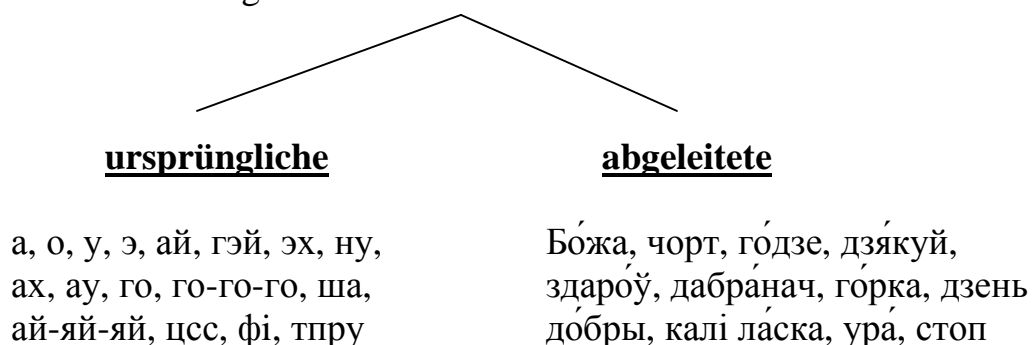 ursprüngliche
abgeleitete
а, о, у, э, ай, гэй, эх, ну,
ах, ау, го, го-го-го, ша,
ай-яй-яй, цсс, фі, тпру
Бо́жа, чорт, го́дзе, дзя́куй,
здаро́ў, дабра́нач, го́рка, дзень
до́бры, калі ла́ска, ура́, стоп